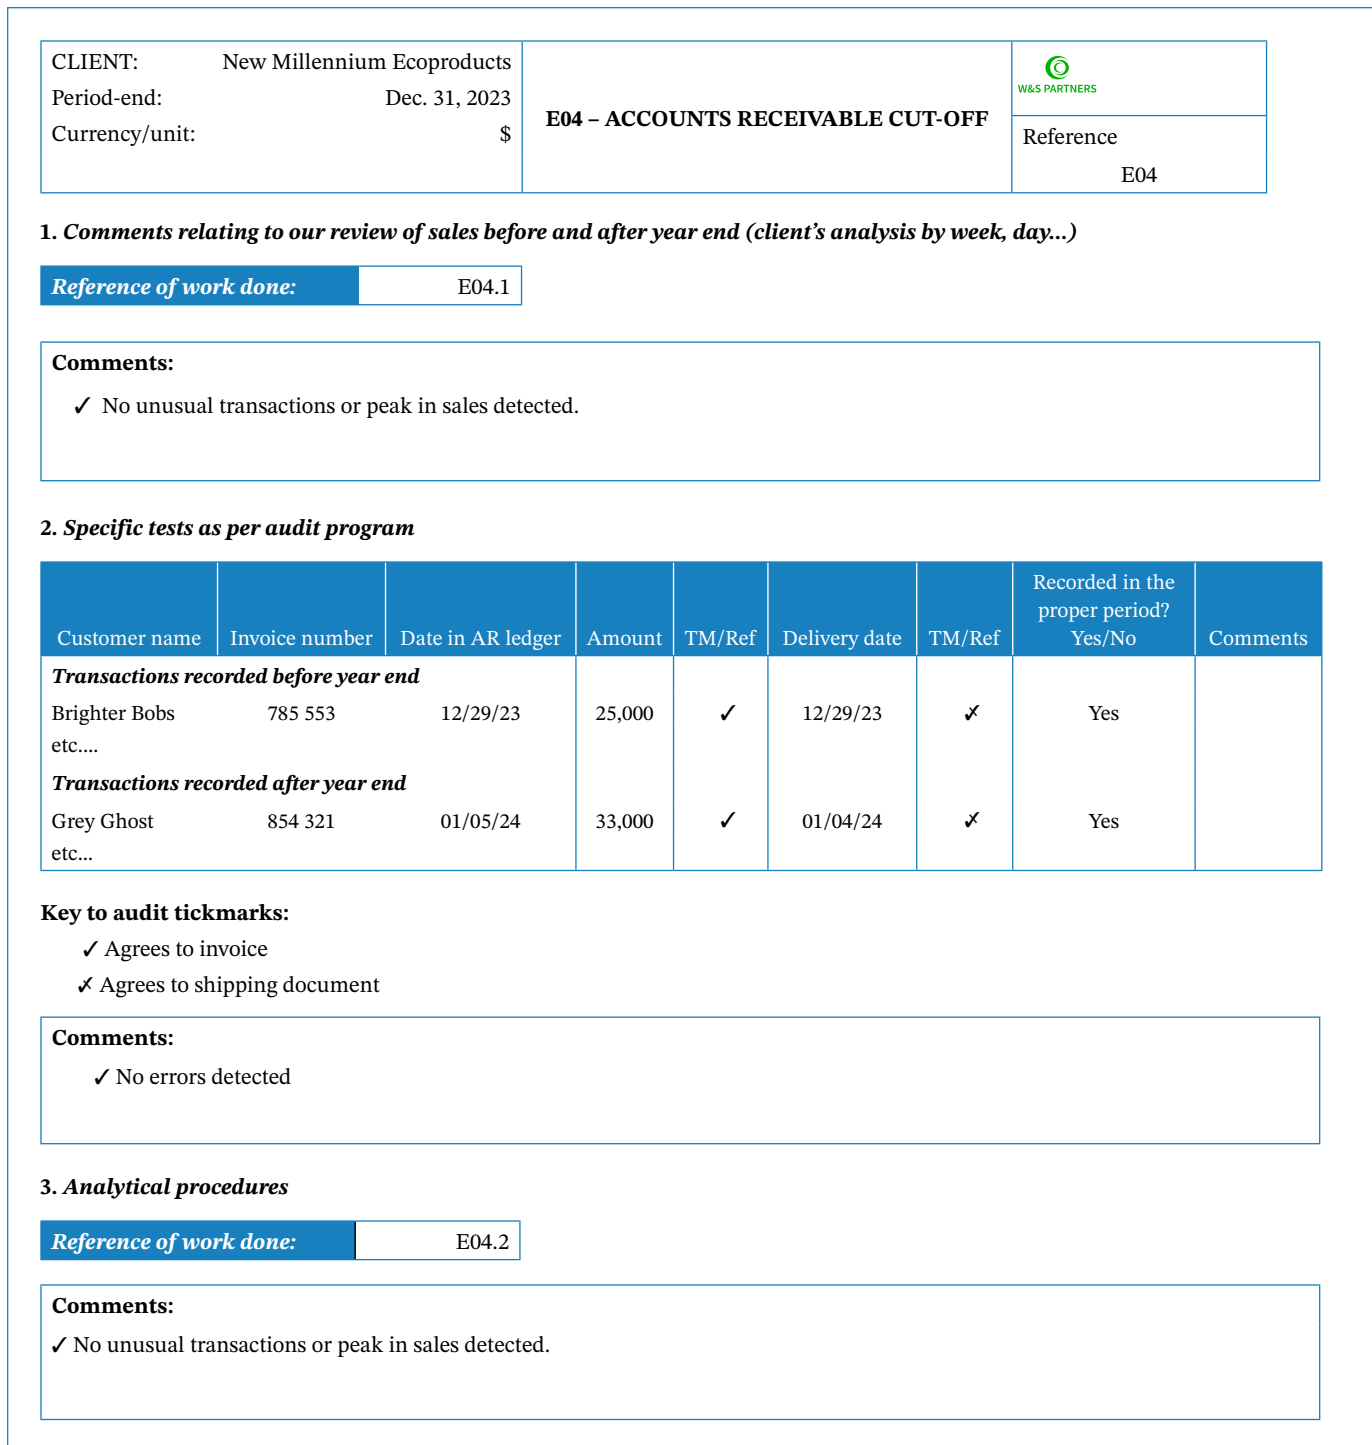 CLIENT: New Millennium Ecoproducts
Period-end: Dec. 31, 2023
Currency/unit: $
E04 – ACCOUNTS RECEIVABLE CUT-OFF
W&S PARTNERS
Reference
E04
1. Comments relating to our review of sales before and after year end (client's analysis by week, day...)
Reference of work done: E04.1
Comments:
✓ No unusual transactions or peak in sales detected.
2. Specific tests as per audit program
Customer name Invoice number Date in AR ledger Amount TM/Ref Delivery date TM/Ref Recorded in the proper period? Yes/No Comments
Transactions recorded before year end
Brighter Bobs 785 553 12/29/23 25,000 ✓ 12/29/23 ✗ Yes
etc....
Transactions recorded after year end
Grey Ghost 854 321 01/05/24 33,000 ✓ 01/04/24 ✗ Yes
etc...
Key to audit tickmarks:
✓ Agrees to invoice
✗ Agrees to shipping document
Comments:
✓ No errors detected
3. Analytical procedures
Reference of work done: E04.2
Comments:
✓ No unusual transactions or peak in sales detected.